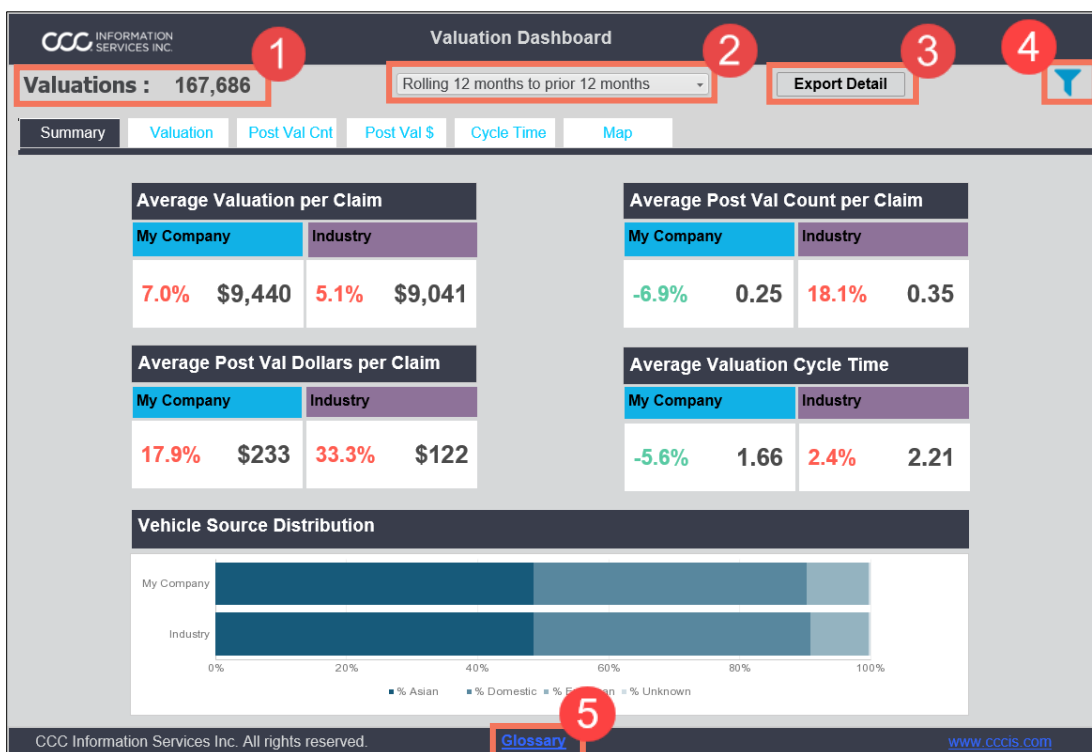 CCC INFORMATION SERVICES INC.
Valuation Dashboard
1
2
3
4
Valuations : 167,686
Rolling 12 months to prior 12 months
Export Detail
Summary Valuation Post Val Cnt Post Val $ Cycle Time Map
Average Valuation per Claim
My Company Industry
7.0% $9,440 5.1% $9,041
Average Post Val Count per Claim
My Company Industry
-6.9% 0.25 18.1% 0.35
Average Post Val Dollars per Claim
My Company Industry
17.9% $233 33.3% $122
Average Valuation Cycle Time
My Company Industry
-5.6% 1.66 2.4% 2.21
Vehicle Source Distribution
My Company
Industry
0% 20% 40% 60% 80% 100%
% Asian % Domestic % % Unknown
5
CCC Information Services Inc. All rights reserved.
Glossary
www.cccis.com